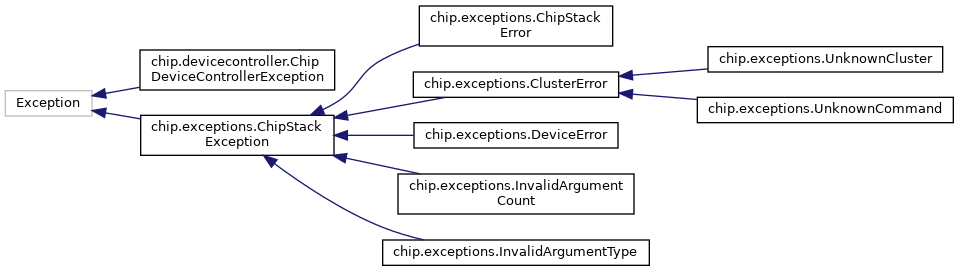 Exception
chip.devicecontroller.Chip
DeviceControllerException
chip.exceptions.ChipStack
Exception
chip.exceptions.ChipStack
Error
chip.exceptions.ClusterError
chip.exceptions.DeviceError
chip.exceptions.InvalidArgument
Count
chip.exceptions.InvalidArgumentType
chip.exceptions.UnknownCluster
chip.exceptions.UnknownCommand